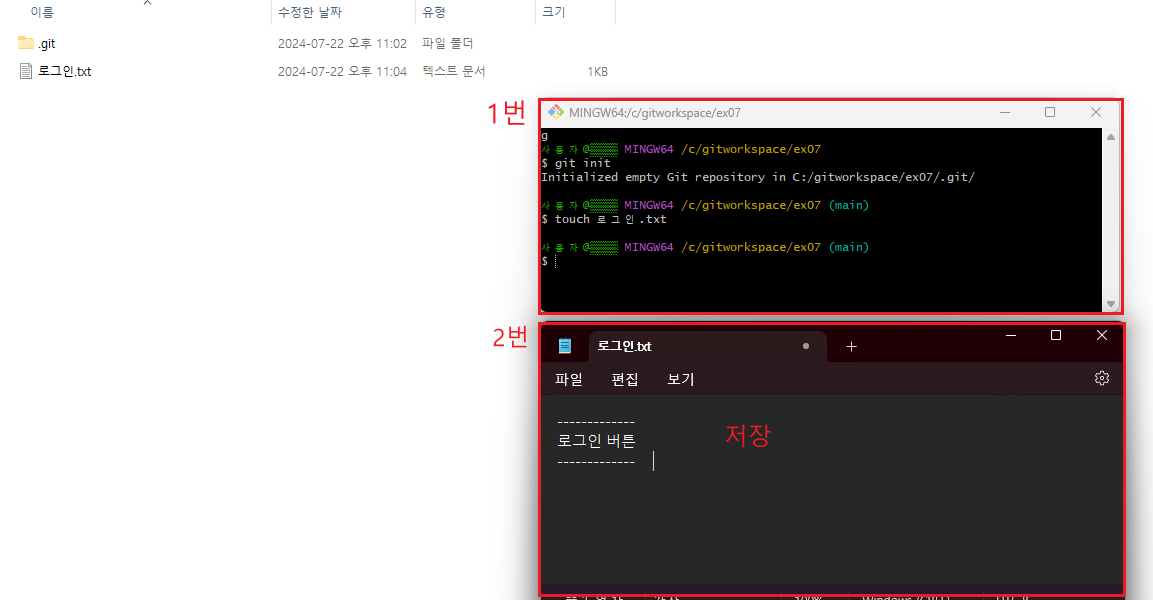 이름 수정한 날짜 유형 크기
.git 2024-07-22 오후 11:02 파일 폴더
로그인.txt 2024-07-22 오후 11:04 텍스트 문서 1KB
1번
MINGW64:/c/gitworkspace/ex07
g
사용자@ MINGW64 /c/gitworkspace/ex07
$ git init
Initialized empty Git repository in C:/gitworkspace/ex07/.git/
사용자@ MINGW64 /c/gitworkspace/ex07 (main)
$ touch 로그인.txt
사용자@ MINGW64 /c/gitworkspace/ex07 (main)
$
2번
로그인.txt
파일 편집 보기
-------------
로그인 버튼
-------------
저장
100% Windows (CRLF)